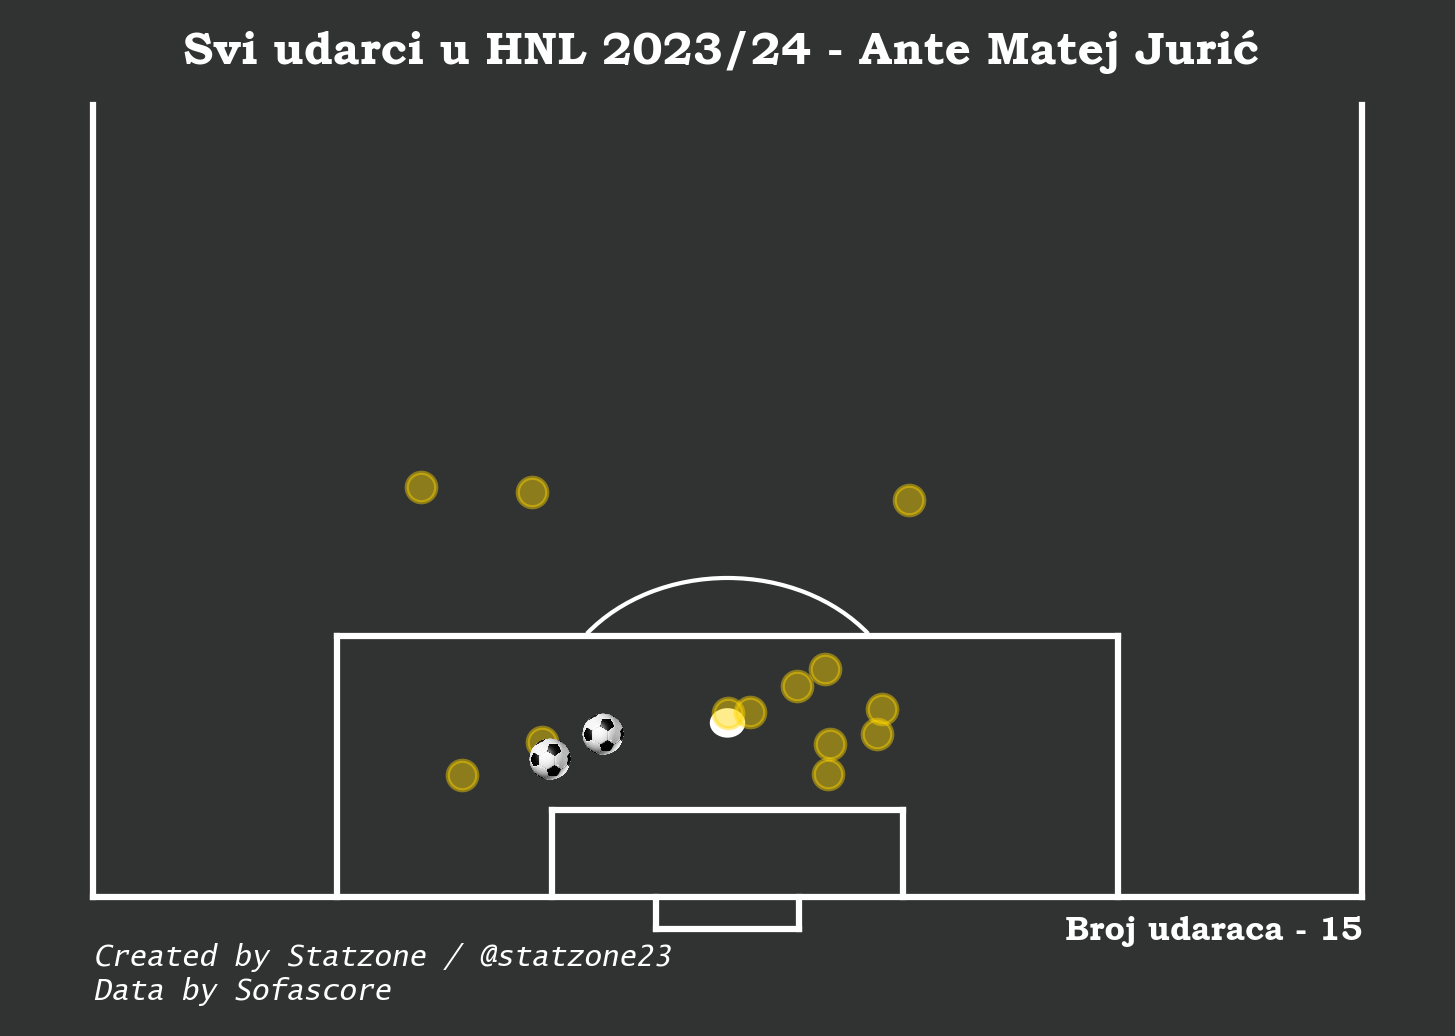 Svi udarci u HNL 2023/24 - Ante Matej Jurić
Broj udaraca - 15
Created by Statzone / @statzone23
Data by Sofascore